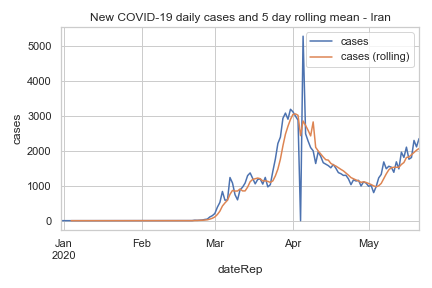 New COVID-19 daily cases and 5 day rolling mean - Iran
cases
cases (rolling)
5000
4000
3000
2000
1000
0
cases
Jan
2020
Feb
Mar
Apr
May
dateRep